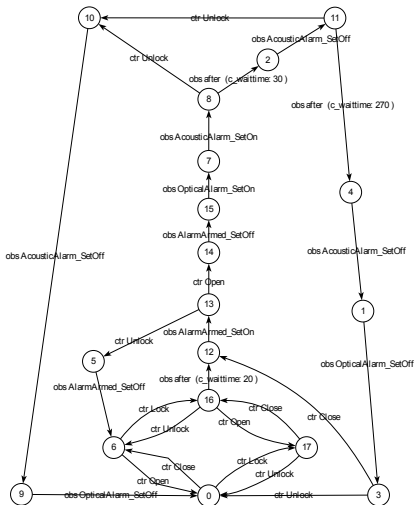 10
11
ctr Unlock
obs AcousticAlarm_SetOff
2
ctr Unlock
obs after (c_waittime: 30 )
8
obs after (c_waittime: 270 )
obs AcousticAlarm_SetOn
7
4
obs OpticalAlarm_SetOn
15
obs AlarmArmed_SetOff
obs AcousticAlarm_SetOff
14
obs AcousticAlarm_SetOff
ctr Open
13
1
obs AlarmArmed_SetOn
ctr Unlock
12
5
obs OpticalAlarm_SetOff
obs after (c_waittime: 20 )
obs AlarmArmed_SetOff
16
ctr Lock
ctr Close
ctr Close
ctr Open
ctr Unlock
6
17
ctr Close
ctr Lock
ctr Open
ctr Unlock
9
obs OpticalAlarm_SetOff
0
ctr Unlock
3